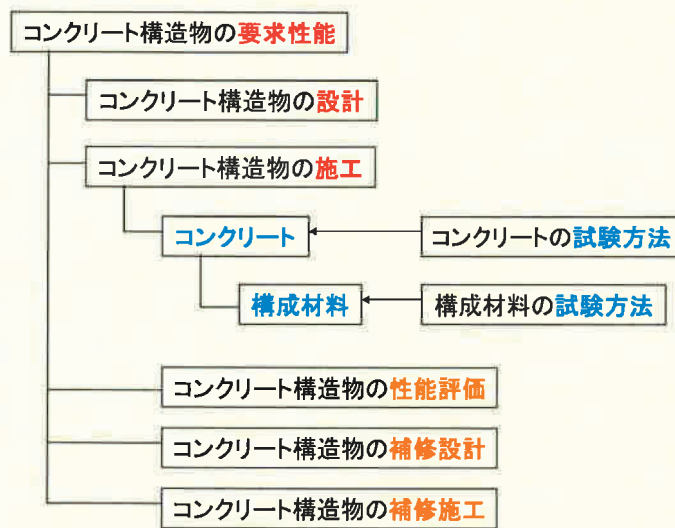 コンクリート構造物の要求性能
コンクリート構造物の設計
コンクリート構造物の施工
コンクリート
コンクリートの試験方法
構成材料
構成材料の試験方法
コンクリート構造物の性能評価
コンクリート構造物の補修設計
コンクリート構造物の補修施工